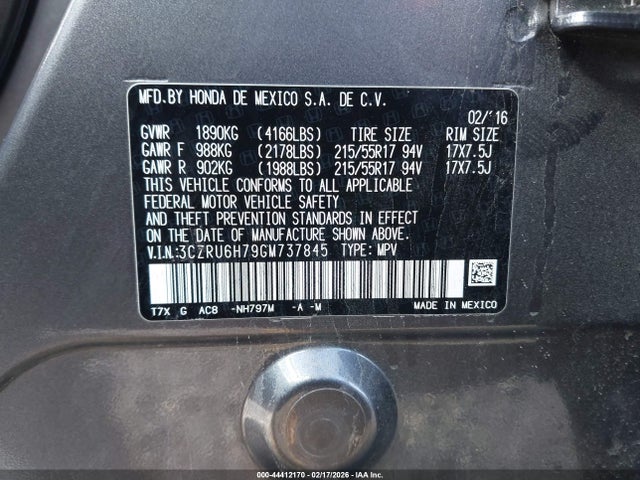 MFD. BY HONDA DE MEXICO S.A. DE C.V.
02/'16
GVWR 1890KG (4166LBS) TIRE SIZE RIM SIZE
GAWR F 988KG (2178LBS) 215/55R17 94V 17X7.5J
GAWR R 902KG (1988LBS) 215/55R17 94V 17X7.5J
THIS VEHICLE CONFORMS TO ALL APPLICABLE
FEDERAL MOTOR VEHICLE SAFETY
AND THEFT PREVENTION STANDARDS IN EFFECT
ON THE DATE OF MANUFACTURE SHOWN ABOVE.
V.I.N.:3CZRU6H79GM737845 TYPE: MPV
T7X G AC8 -NH797M -A -M MADE IN MEXICO
000-44412170 - 02/17/2026 - IAA Inc.